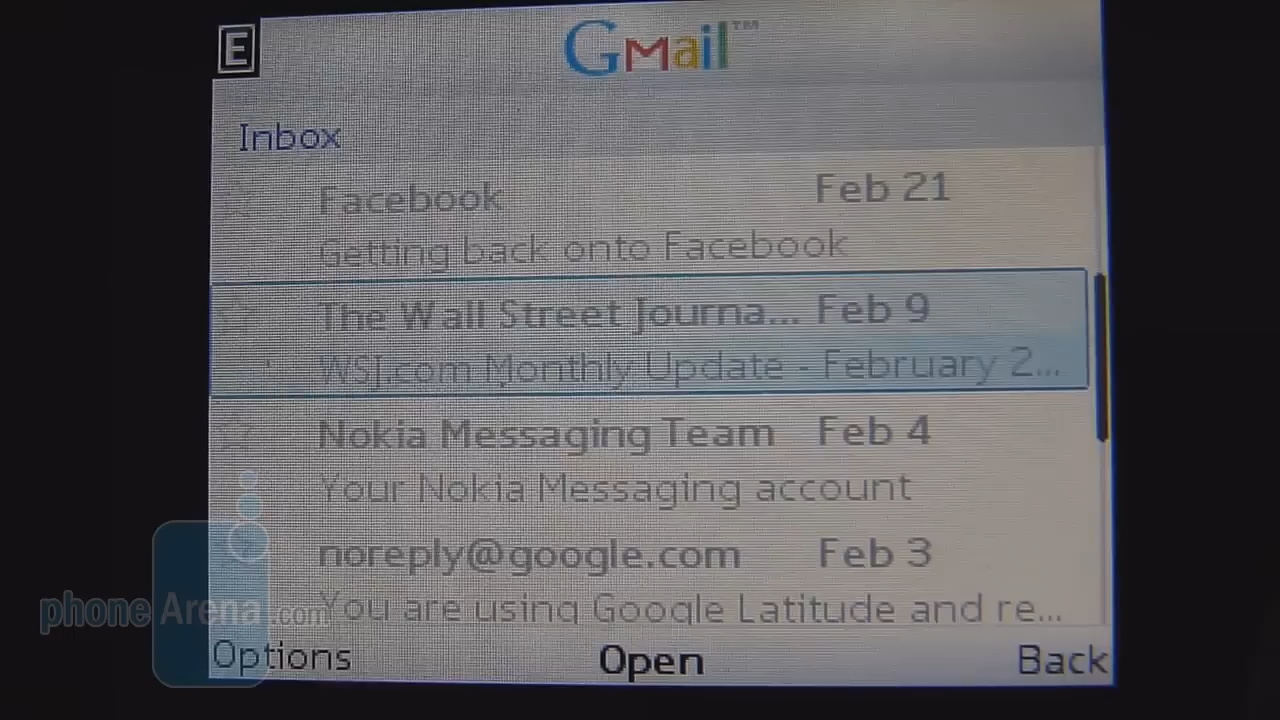 E
Gmail™
Inbox
Facebook Feb 21
Getting back onto Facebook
The Wall Street Journa... Feb 9
WSJ.com Monthly Update - February 2...
Nokia Messaging Team Feb 4
Your Nokia Messaging account
noreply@google.com Feb 3
You are using Google Latitude and re...
phoneArena.com
Options Open Back